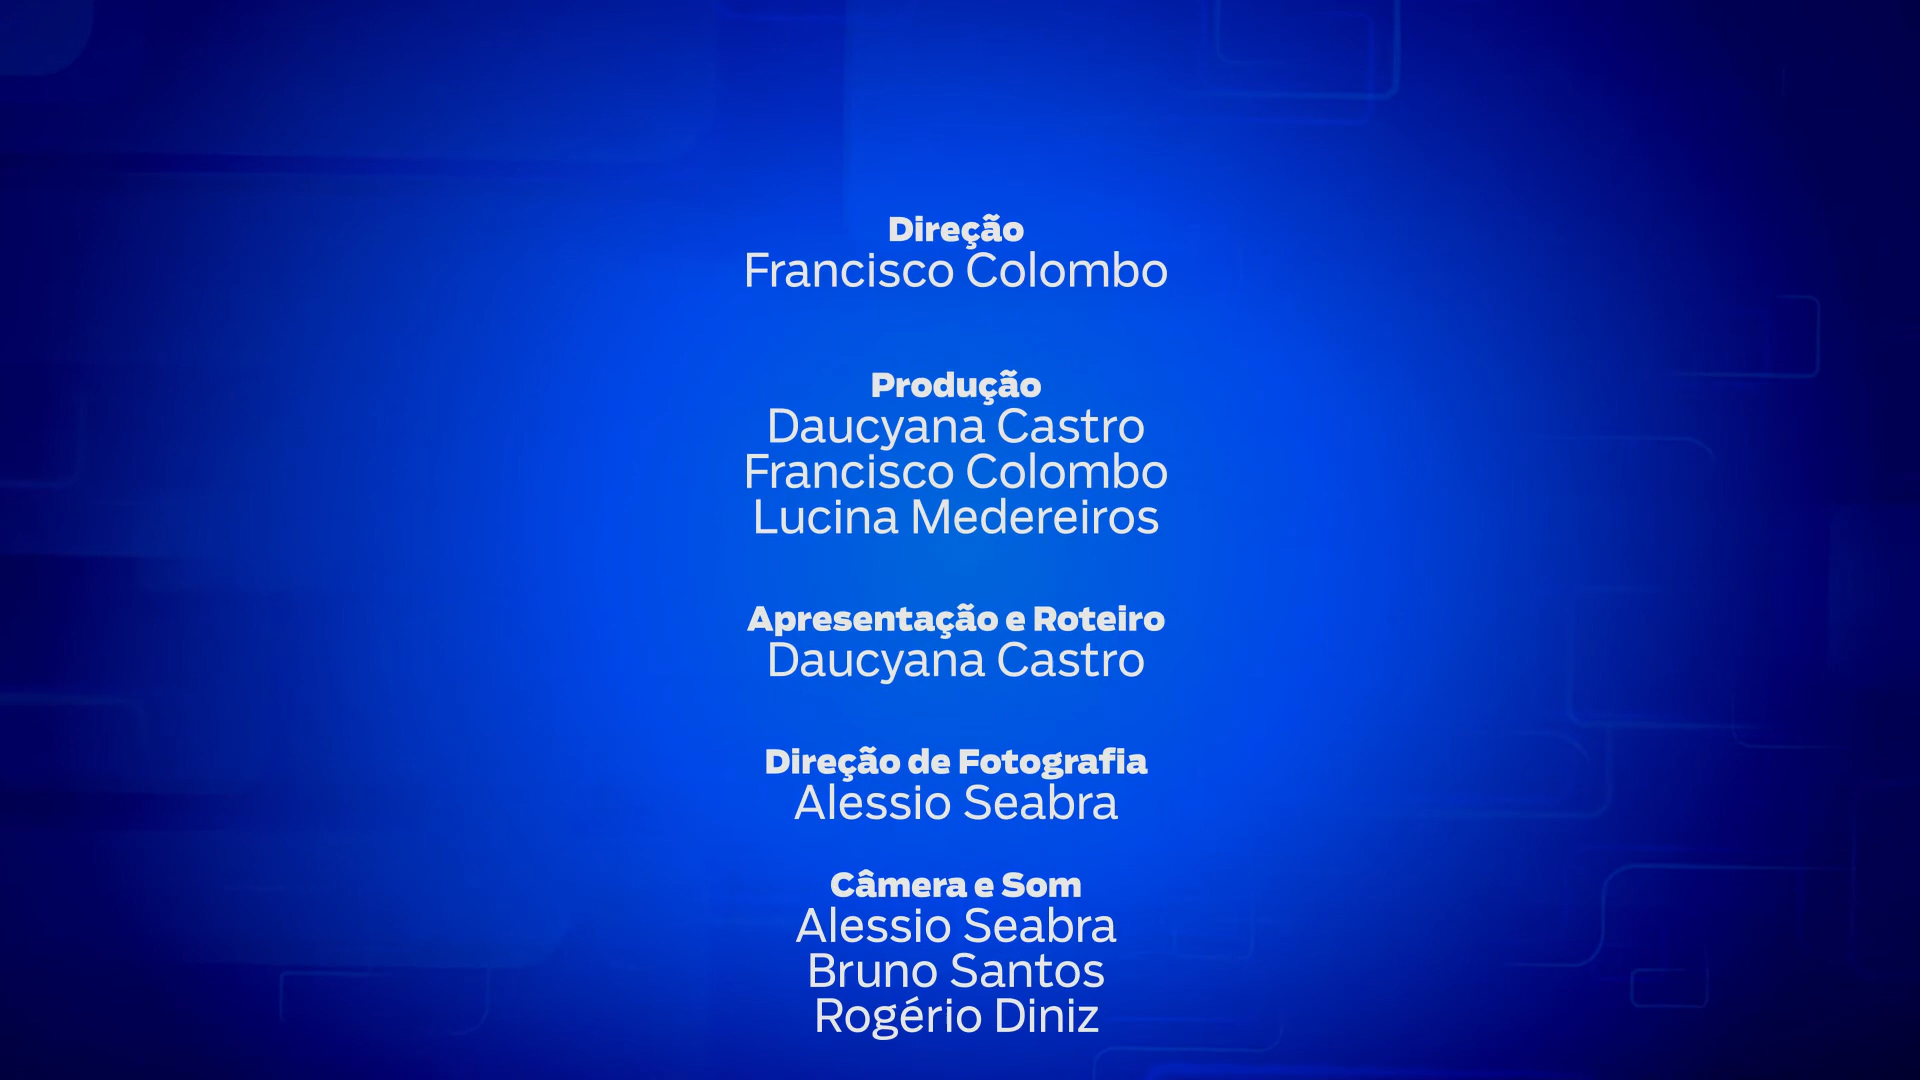 Direção
Francisco Colombo
Produção
Daucyana Castro
Francisco Colombo
Lucina Medereiros
Apresentação e Roteiro
Daucyana Castro
Direção de Fotografia
Alessio Seabra
Câmera e Som
Alessio Seabra
Bruno Santos
Rogério Diniz